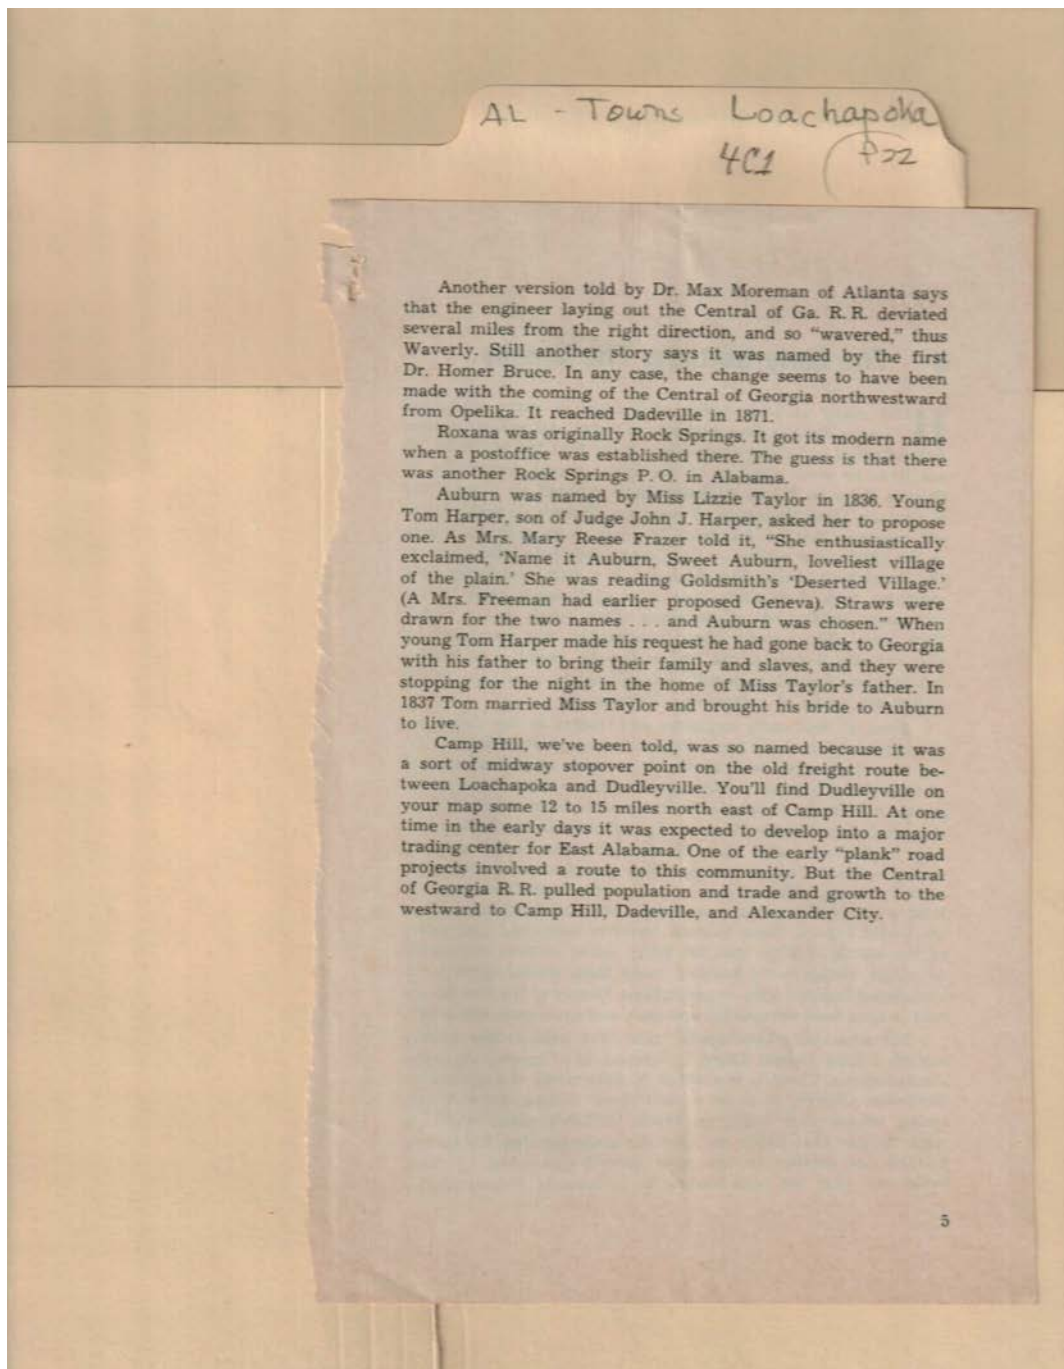 AL - Towns Loachapoka
4C1 P22
Another version told by Dr. Max Moreman of Atlanta says
that the engineer laying out the Central of Ga. R. R. deviated
several miles from the right direction, and so “wavered,” thus
Waverly. Still another story says it was named by the first
Dr. Homer Bruce. In any case, the change seems to have been
made with the coming of the Central of Georgia northwestward
from Opelika. It reached Dadeville in 1871.
Roxana was originally Rock Springs. It got its modern name
when a postoffice was established there. The guess is that there
was another Rock Springs P. O. in Alabama.
Auburn was named by Miss Lizzie Taylor in 1836. Young
Tom Harper, son of Judge John J. Harper, asked her to propose
one. As Mrs. Mary Reese Frazer told it, “She enthusiastically
exclaimed, ‘Name it Auburn, Sweet Auburn, loveliest village
of the plain.’ She was reading Goldsmith's ‘Deserted Village.’
(A Mrs. Freeman had earlier proposed Geneva). Straws were
drawn for the two names . . . and Auburn was chosen.” When
young Tom Harper made his request he had gone back to Georgia
with his father to bring their family and slaves, and they were
stopping for the night in the home of Miss Taylor's father. In
1837 Tom married Miss Taylor and brought his bride to Auburn
to live.
Camp Hill, we've been told, was so named because it was
a sort of midway stopover point on the old freight route be-
tween Loachapoka and Dudleyville. You'll find Dudleyville on
your map some 12 to 15 miles north east of Camp Hill. At one
time in the early days it was expected to develop into a major
trading center for East Alabama. One of the early “plank” road
projects involved a route to this community. But the Central
of Georgia R. R. pulled population and trade and growth to the
westward to Camp Hill, Dadeville, and Alexander City.
5